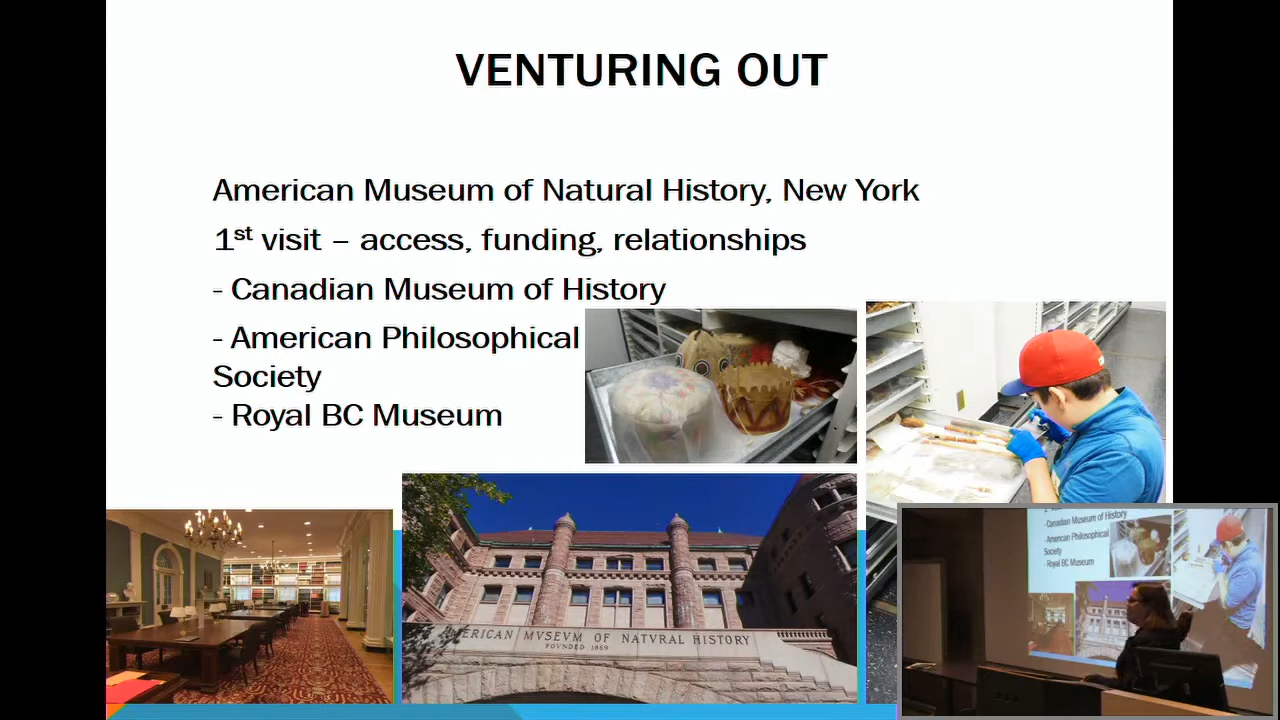 VENTURING OUT
American Museum of Natural History, New York
1st visit – access, funding, relationships
- Canadian Museum of History
- American Philosophical
Society
- Royal BC Museum
ERICAN MVSEVM OF NATVRAL HISTORY
FOVNDED 1869
-Canadian Museum of History
-American Philosophical
Society
-Royal BC Museum